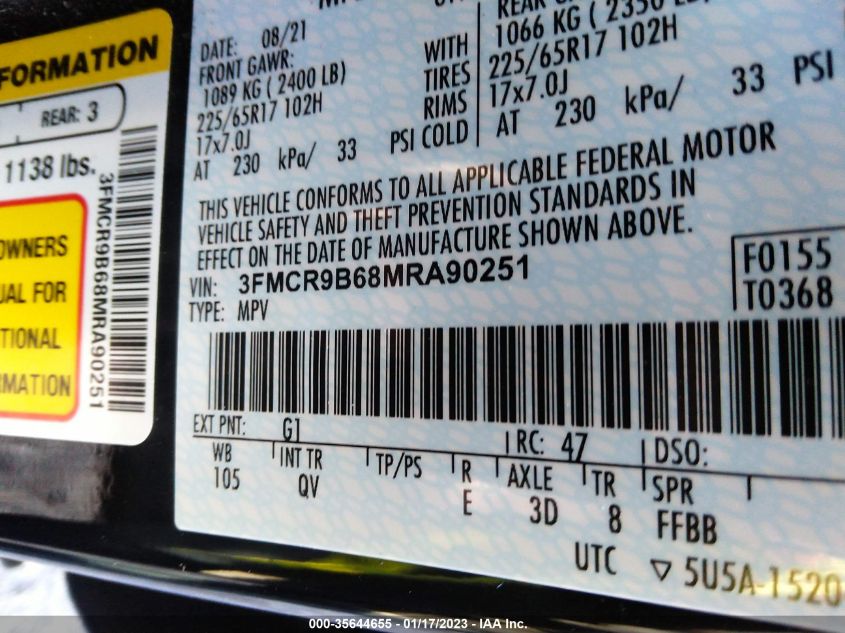 FORMATION
REAR: 3
1138 lbs.
3FMCR9B68MRA90251
OWNERS
FOR
MATION
DATE: 08/21
FRONT GAWR:
1089 KG ( 2400 LB)
225/65R17 102H
17x7.0J
AT 230 kPa/ 33 PSI COLD
WITH
TIRES
RIMS
1066 KG ( 2350 LB
225/65R17 102H
17x7.0J
AT 230 kPa/ 33 PSI
THIS VEHICLE CONFORMS TO ALL APPLICABLE FEDERAL MOTOR
VEHICLE SAFETY AND THEFT PREVENTION STANDARDS IN
EFFECT ON THE DATE OF MANUFACTURE SHOWN ABOVE.
VIN: 3FMCR9B68MRA90251
TYPE: MPV
F0155
T0368
EXT PNT: G1 RC: 47 DSO:
WB INT TR TP/PS R AXLE TR SPR
105 QV E 3D 8 FFBB
UTC ▽ 5U5A-1520
000-35644655 - 01/17/2023 - IAA Inc.